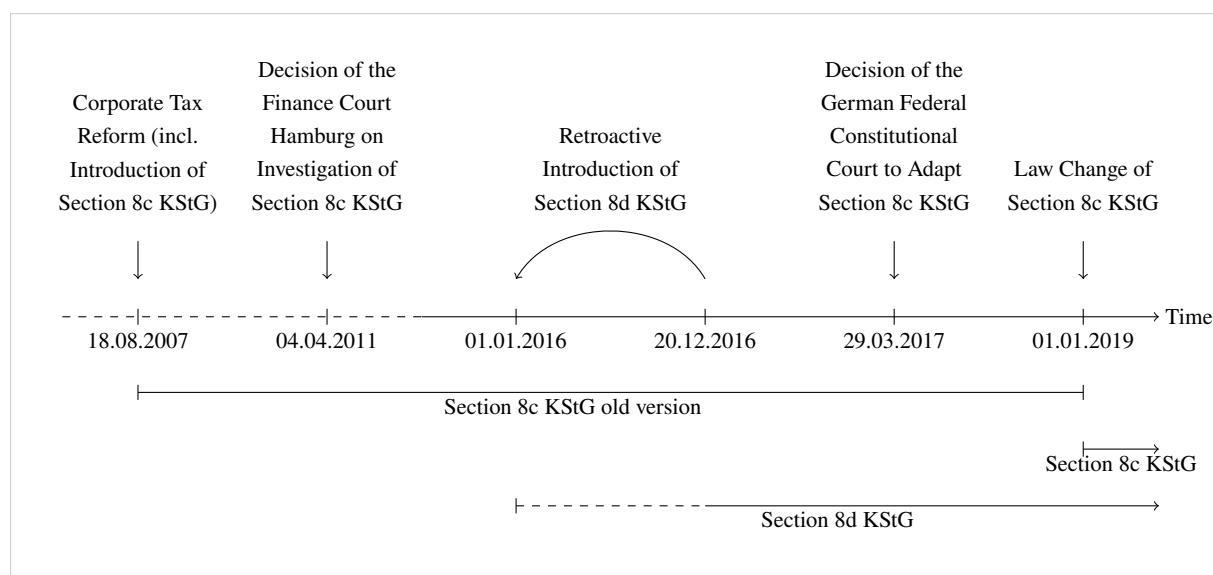 Corporate Tax
Reform (incl.
Introduction of
Section 8c KStG)
Decision of the
Finance Court
Hamburg on
Investigation of
Section 8c KStG
Retroactive
Introduction of
Section 8d KStG
Decision of the
German Federal
Constitutional
Court to Adapt
Section 8c KStG
Law Change of
Section 8c KStG
Time
18.08.2007
04.04.2011
01.01.2016
20.12.2016
29.03.2017
01.01.2019
Section 8c KStG old version
Section 8c KStG
Section 8d KStG